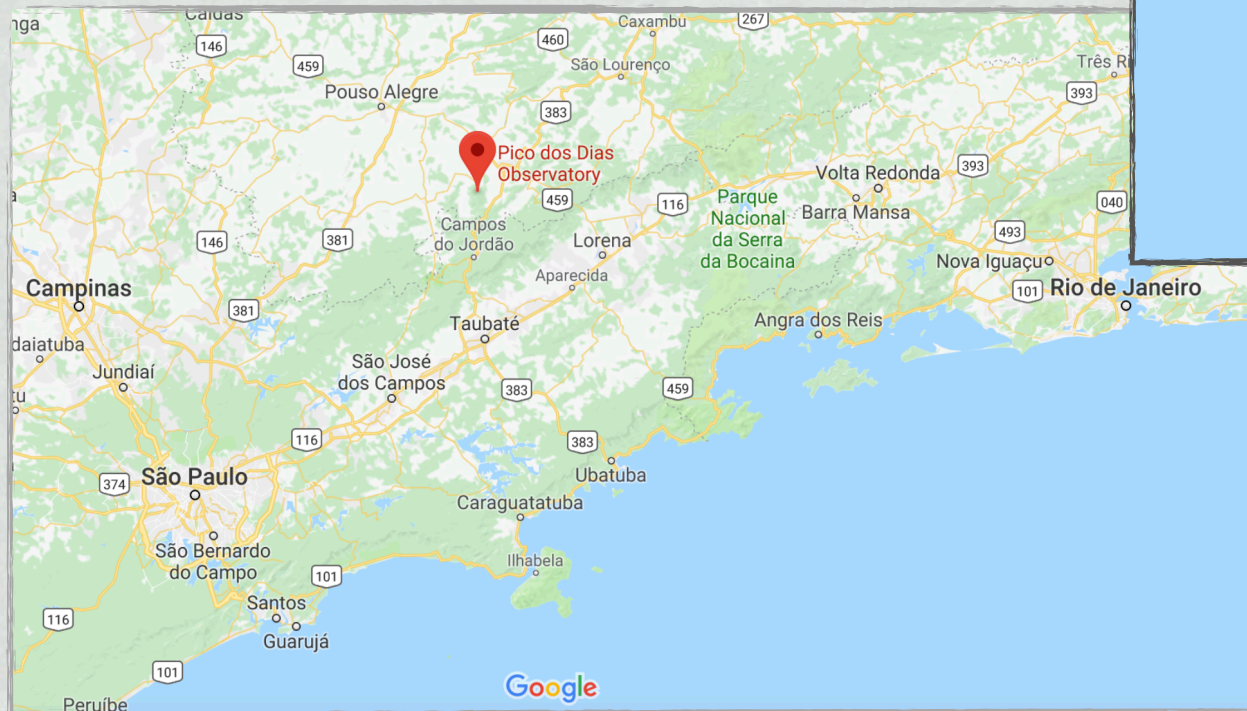 nga
Caldas
146
459
460
Caxambu
267
São Lourenço
Três Ri
Pouso Alegre
393
383
Pico dos Dias
Observatory
393
Volta Redonda
a
459
116
Parque
Nacional
da Serra
da Bocaina
Barra Mansa
040
Campos
do Jordão
146
381
Lorena
493
Aparecida
Nova Iguaçu
Campinas
101
Rio de Janeiro
381
Taubaté
Angra dos Reis
daiatuba
Jundiaí
São José
dos Campos
383
459
tu
116
383
São Paulo
374
Ubatuba
Caraguatatuba
São Bernardo
do Campo
Ilhabela
101
Santos
116
Guarujá
101
Google
Peruíbe